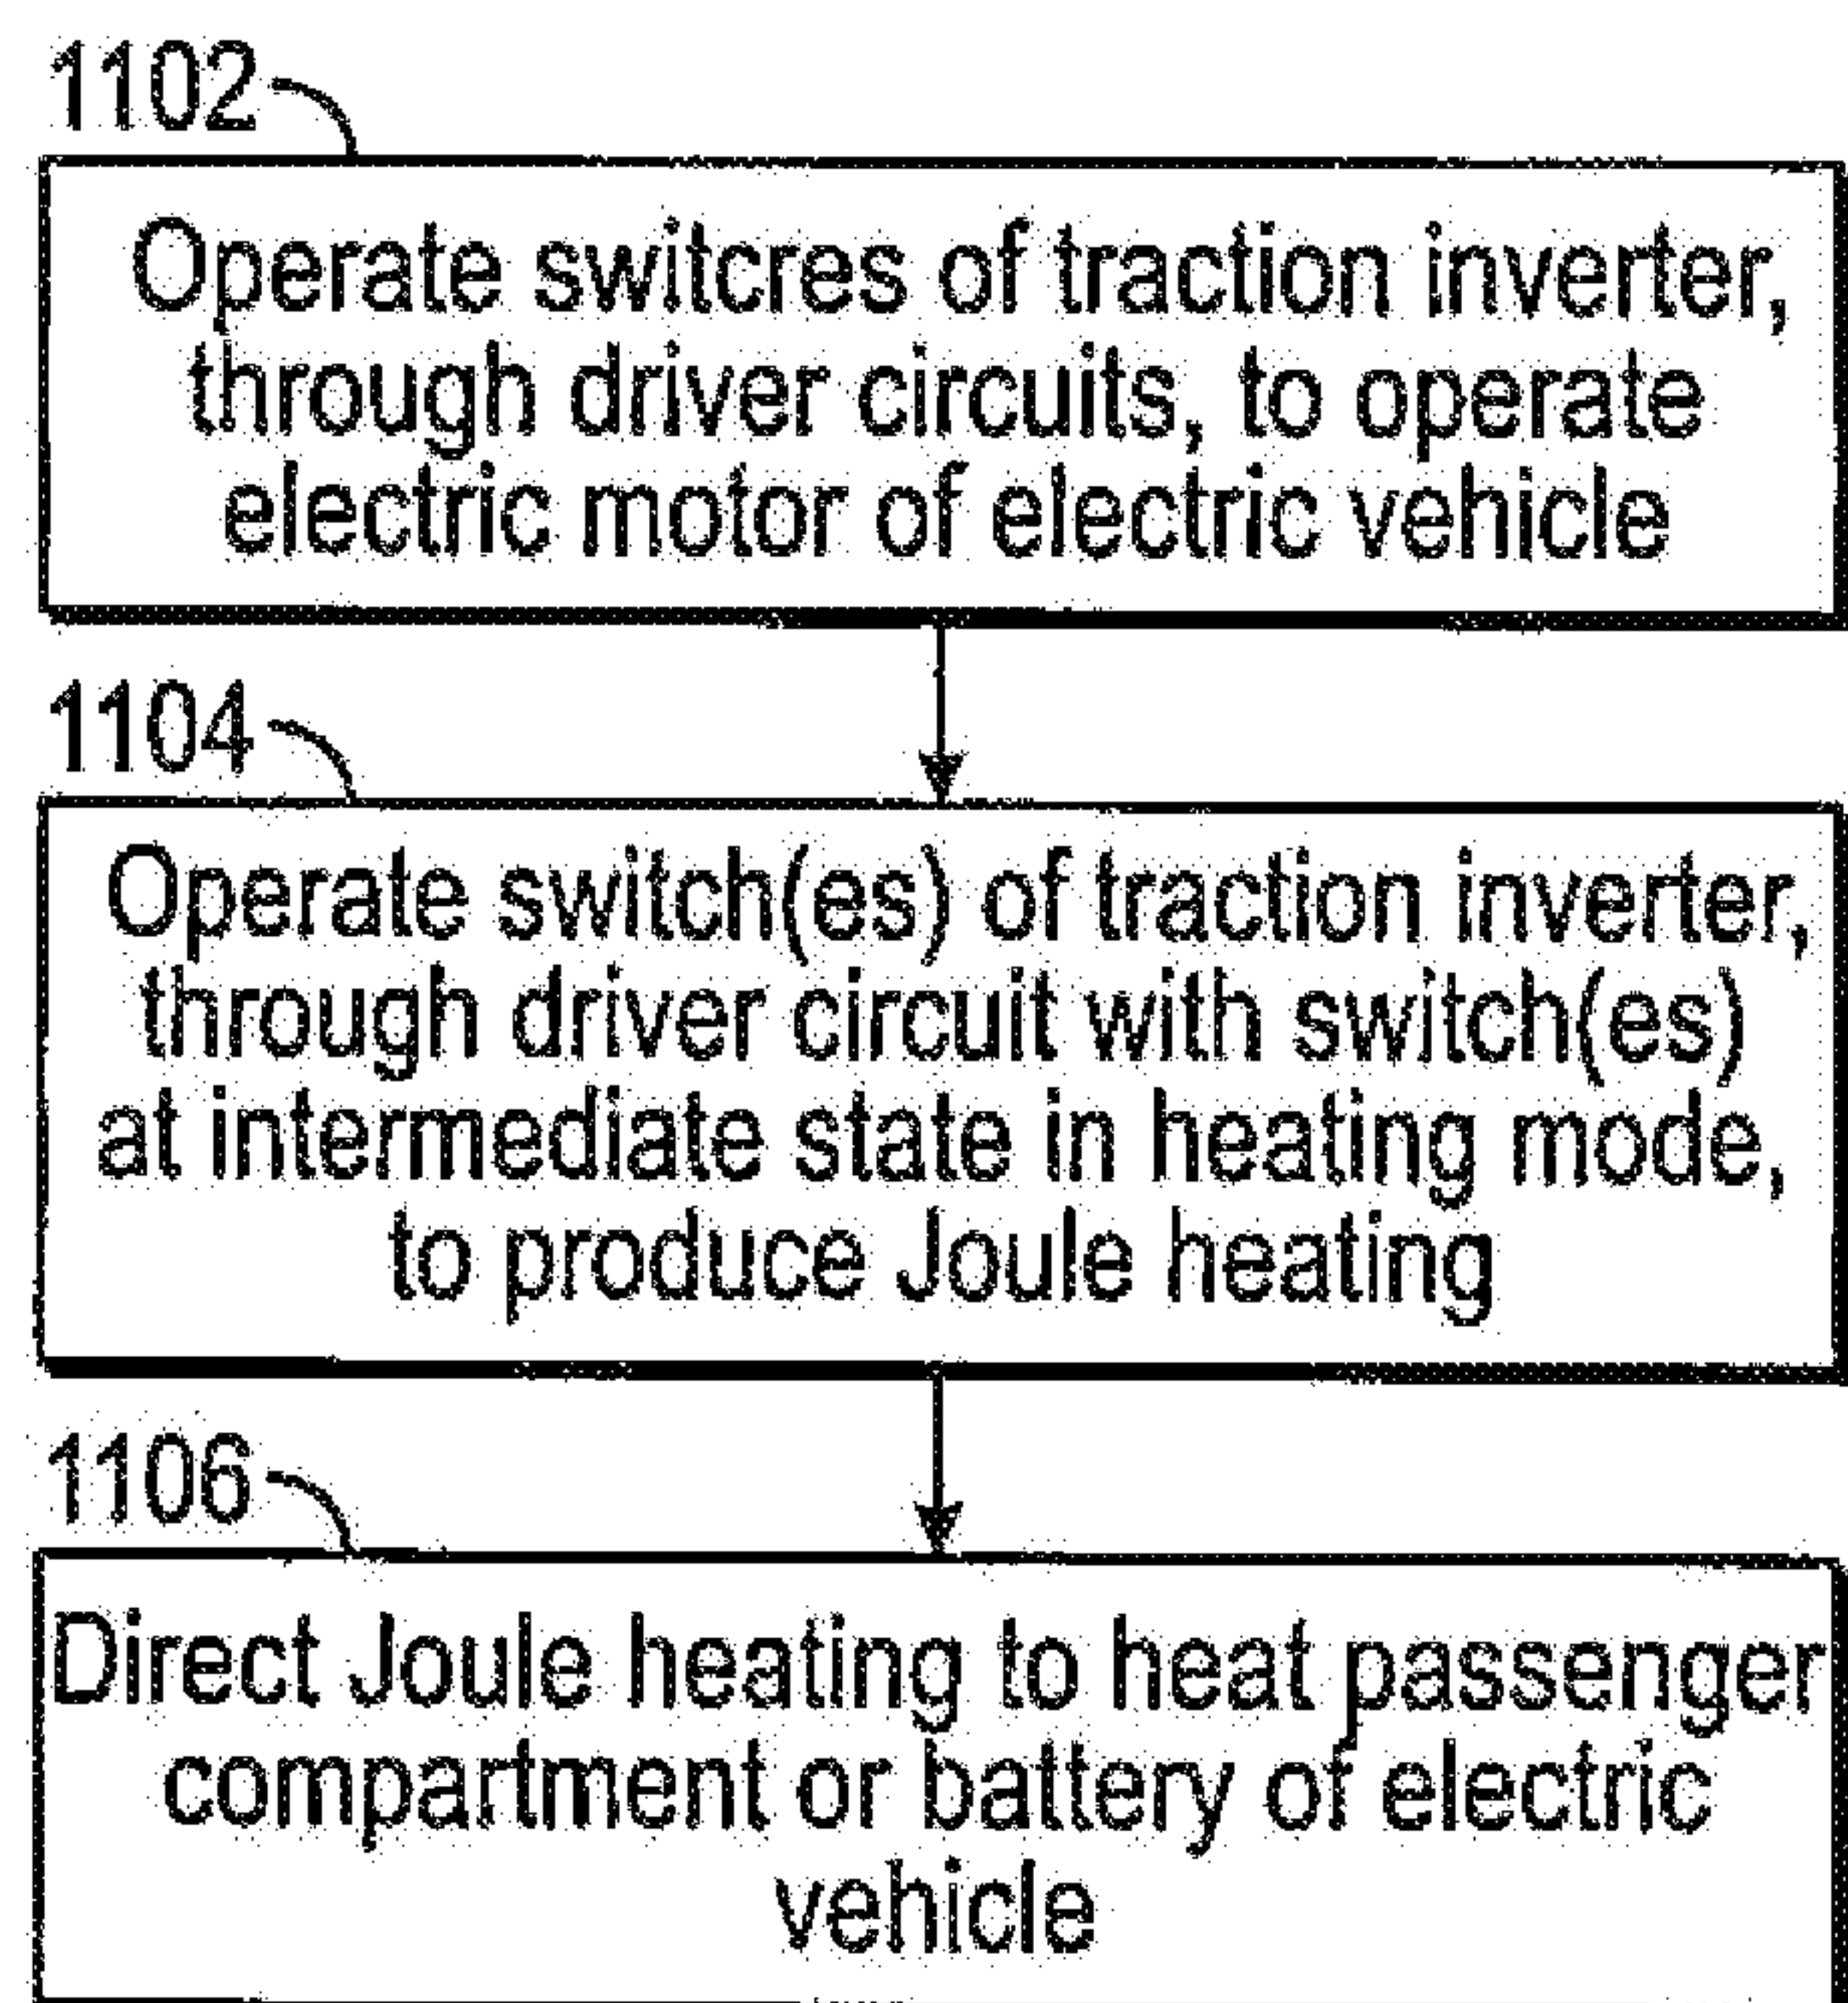 1102
Operate switcres of traction inverter,
through driver circuits, to operate
electric motor of electric vehicle
1104
Operate switch(es) of traction inverter,
through driver circuit with switch(es)
at intermediate state in heating mode,
to produce Joule heating
1106
Direct Joule heating to heat passenger
compartment or battery of electric
vehicle